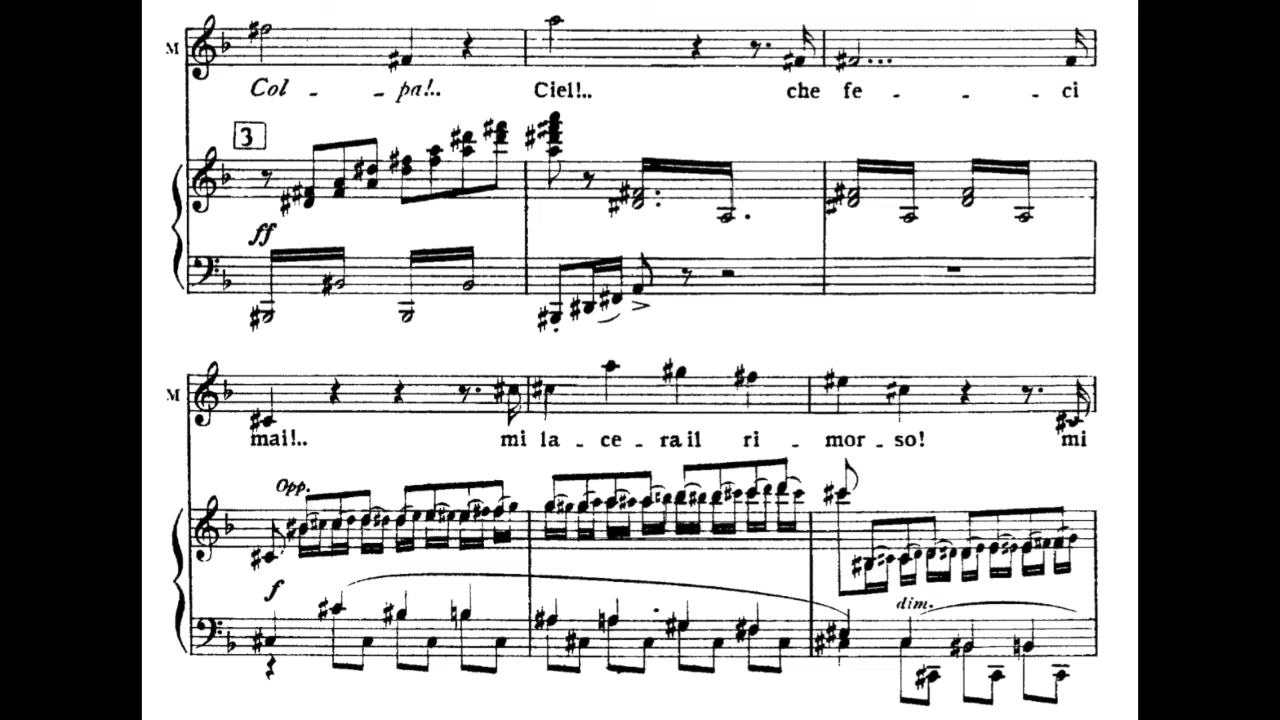 M
Col - - pa!.. Ciel!.. che fe - - - ci
3
ff
M
mai!.. mi la - ce - ra il ri - mor - so! mi
Opp.
f
dim.